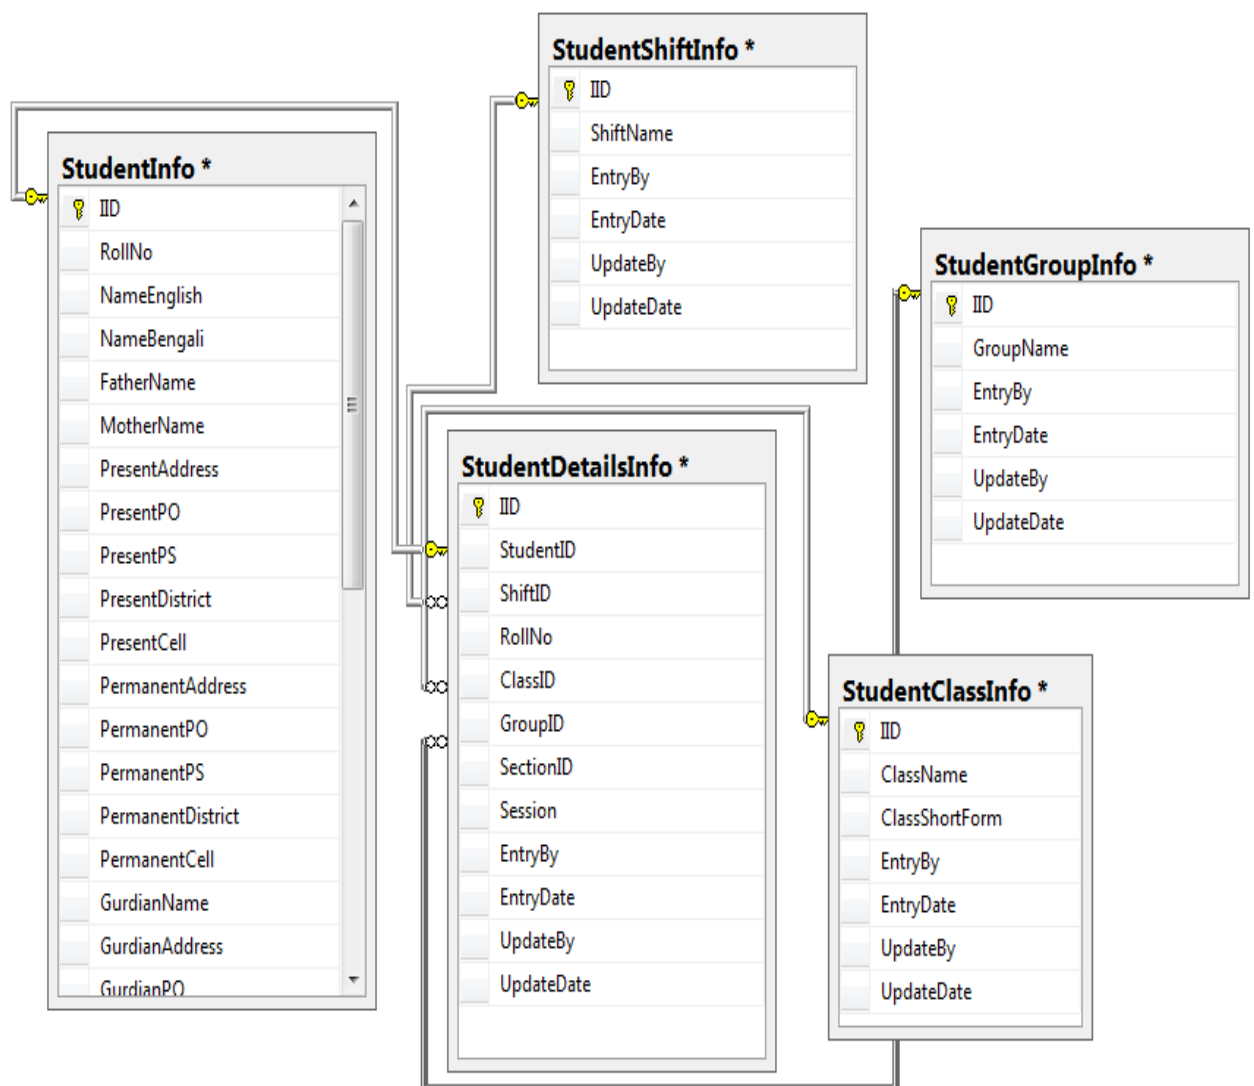 StudentShiftInfo *
IID
ShiftName
EntryBy
EntryDate
UpdateBy
UpdateDate
StudentInfo *
IID
RollNo
NameEnglish
NameBengali
FatherName
MotherName
PresentAddress
PresentPO
PresentPS
PresentDistrict
PresentCell
PermanentAddress
PermanentPO
PermanentPS
PermanentDistrict
PermanentCell
GurdianName
GurdianAddress
GurdianPO
StudentGroupInfo *
IID
GroupName
EntryBy
EntryDate
UpdateBy
UpdateDate
StudentDetailsInfo *
IID
StudentID
ShiftID
RollNo
ClassID
GroupID
SectionID
Session
EntryBy
EntryDate
UpdateBy
UpdateDate
StudentClassInfo *
IID
ClassName
ClassShortForm
EntryBy
EntryDate
UpdateBy
UpdateDate